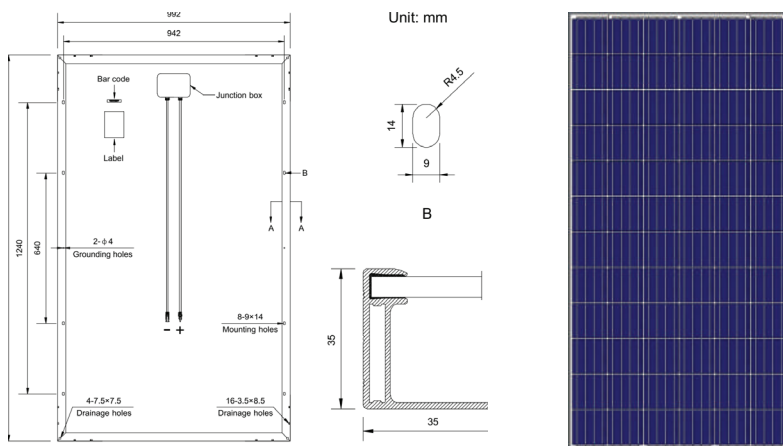 992
Unit: mm
942
Bar code
Junction box
R4.5
14
Label
9
B
B
A
A
1240
640
2-ϕ4
Grounding holes
8-9×14
Mounting holes
35
− +
4-7.5×7.5
Drainage holes
16-3.5×8.5
Drainage holes
35